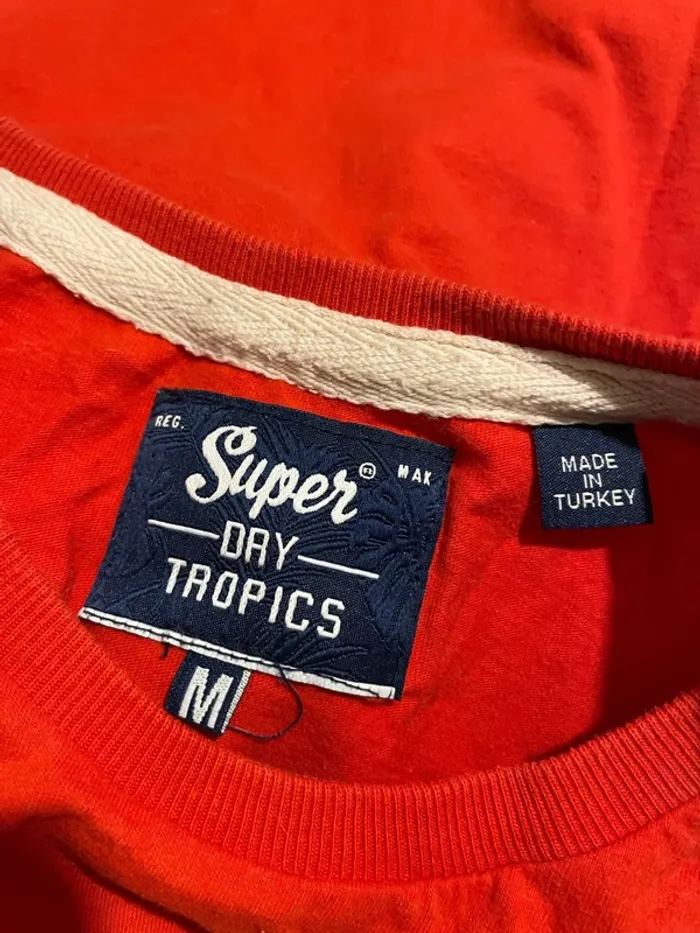 REG.
Super®
MAK
DRY
TROPICS
M
MADE
IN
TURKEY